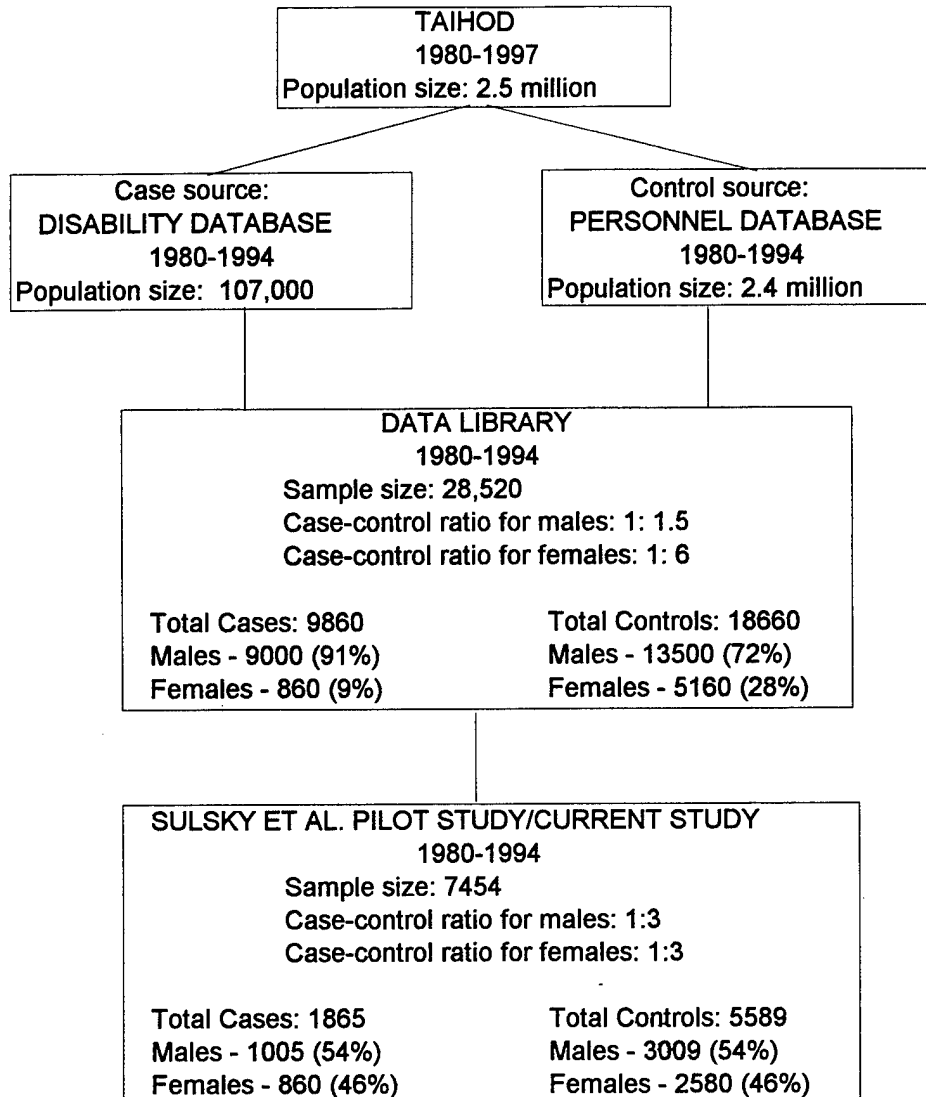 TAIHOD
1980-1997
Population size: 2.5 million
Case source:
DISABILITY DATABASE
1980-1994
Population size: 107,000
Control source:
PERSONNEL DATABASE
1980-1994
Population size: 2.4 million
DATA LIBRARY
1980-1994
Sample size: 28,520
Case-control ratio for males: 1: 1.5
Case-control ratio for females: 1: 6
Total Cases: 9860
Males - 9000 (91%)
Females - 860 (9%)
Total Controls: 18660
Males - 13500 (72%)
Females - 5160 (28%)
SULSKY ET AL. PILOT STUDY/CURRENT STUDY
1980-1994
Sample size: 7454
Case-control ratio for males: 1:3
Case-control ratio for females: 1:3
Total Cases: 1865
Males - 1005 (54%)
Females - 860 (46%)
Total Controls: 5589
Males - 3009 (54%)
Females - 2580 (46%)